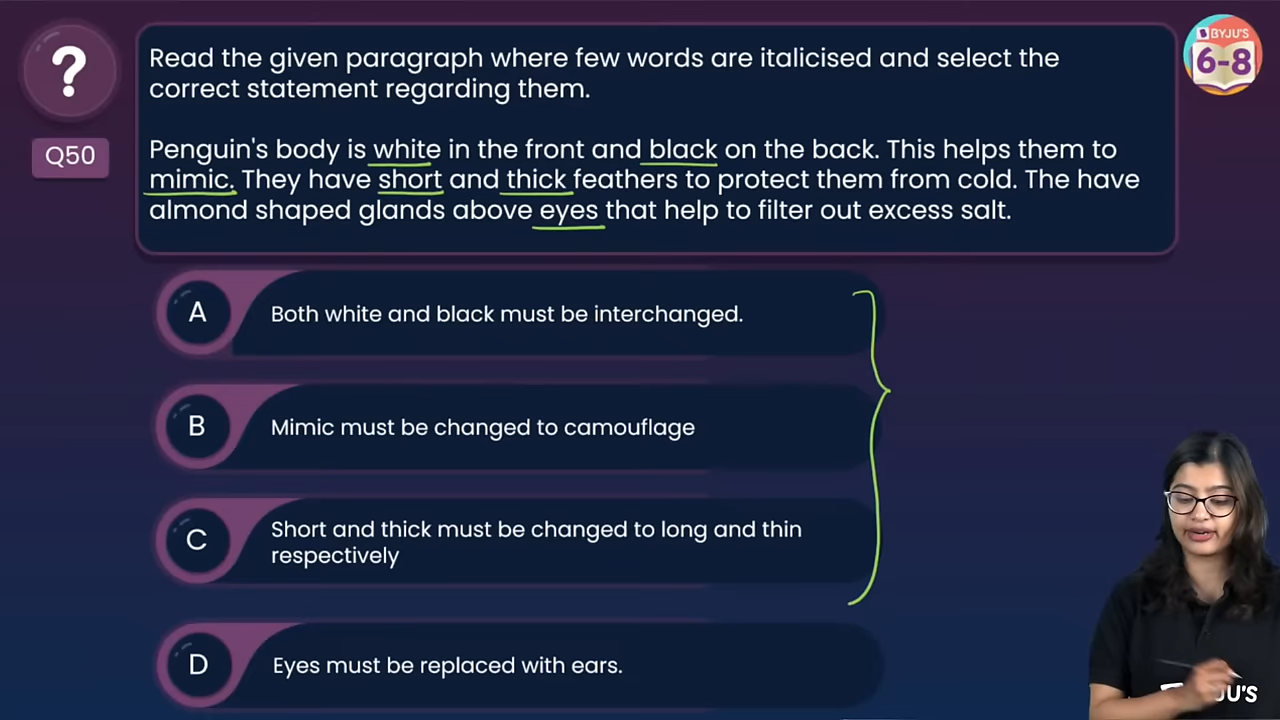 ?
BYJU'S
6-8
Read the given paragraph where few words are italicised and select the
correct statement regarding them.
Q50
Penguin's body is white in the front and black on the back. This helps them to
mimic. They have short and thick feathers to protect them from cold. The have
almond shaped glands above eyes that help to filter out excess salt.
A
Both white and black must be interchanged.
B
Mimic must be changed to camouflage
C
Short and thick must be changed to long and thin
respectively
D
Eyes must be replaced with ears.